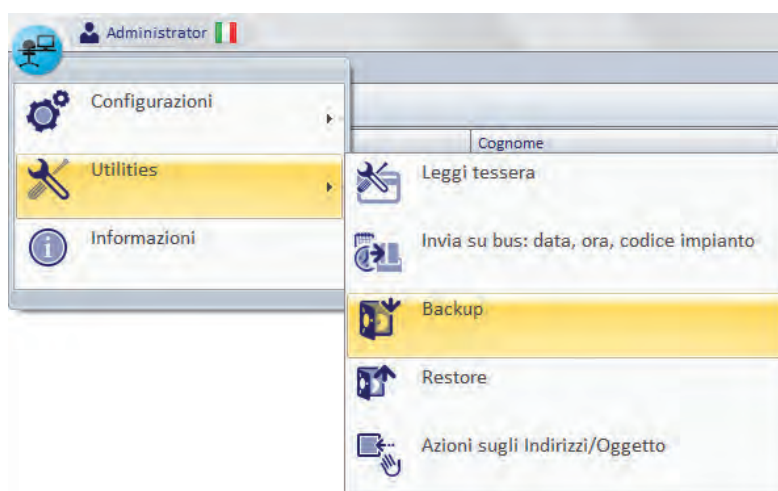 Administrator
Configurazioni
Cognome
Utilities
Leggi tessera
Informazioni
Invia su bus: data, ora, codice impianto
Backup
Restore
Azioni sugli Indirizzi/Oggetto